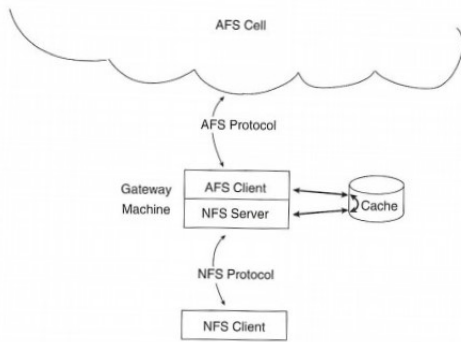 AFS Cell
AFS Protocol
AFS Client
Gateway
Machine
NFS Server
Cache
NFS Protocol
NFS Client